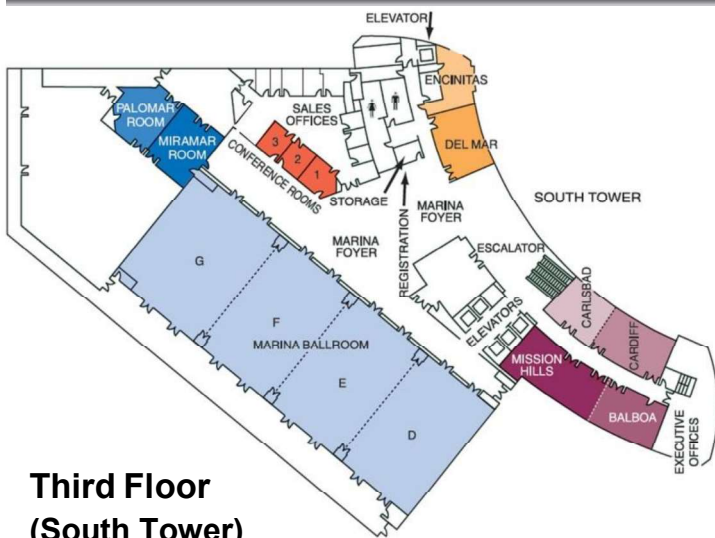 ELEVATOR
ENCINITAS
PALOMAR
ROOM
SALES
OFFICES
MIRAMAR
ROOM
3
2
1
CONFERENCE ROOMS
DEL MAR
STORAGE
REGISTRATION
MARINA
FOYER
SOUTH TOWER
MARINA
FOYER
ESCALATOR
G
CARLSBAD
ELEVATORS
F
MARINA BALLROOM
CARDIFF
MISSION
HILLS
E
BALBOA
D
EXECUTIVE
OFFICES
Third Floor
(South Tower)